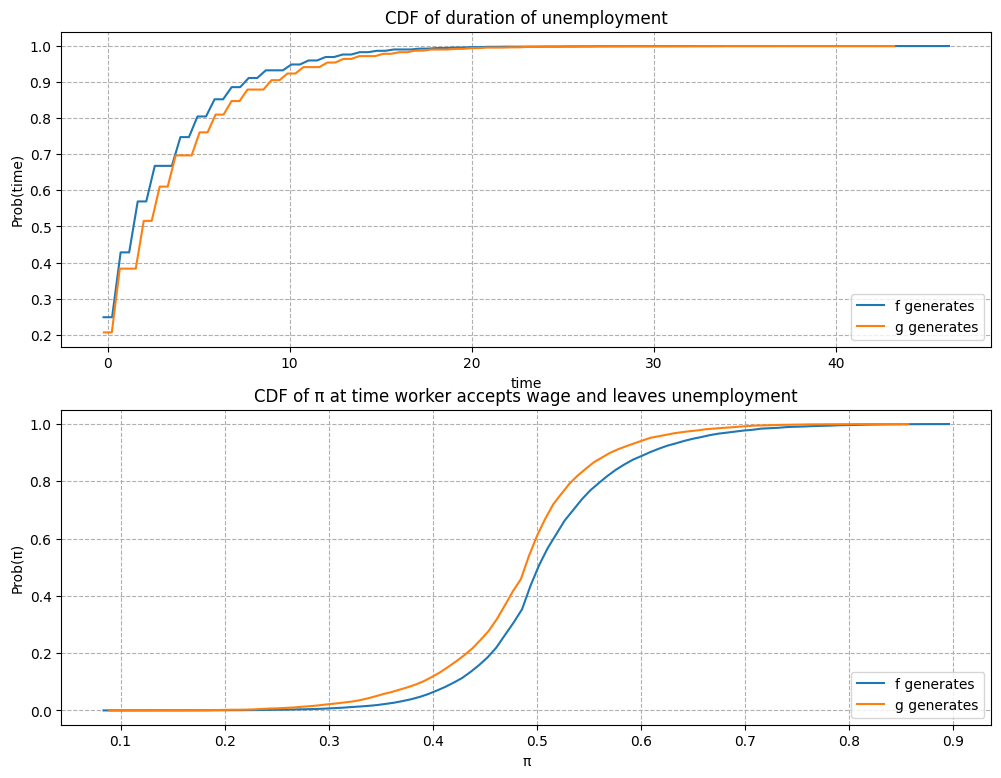 CDF of duration of unemployment
1.0
0.9
0.8
0.7
0.6
0.5
0.4
0.3
0.2
Prob(time)
f generates
g generates
0 10 20 30 40
time
CDF of π at time worker accepts wage and leaves unemployment
1.0
0.8
0.6
0.4
0.2
0.0
Prob(π)
f generates
g generates
0.1 0.2 0.3 0.4 0.5 0.6 0.7 0.8 0.9
π